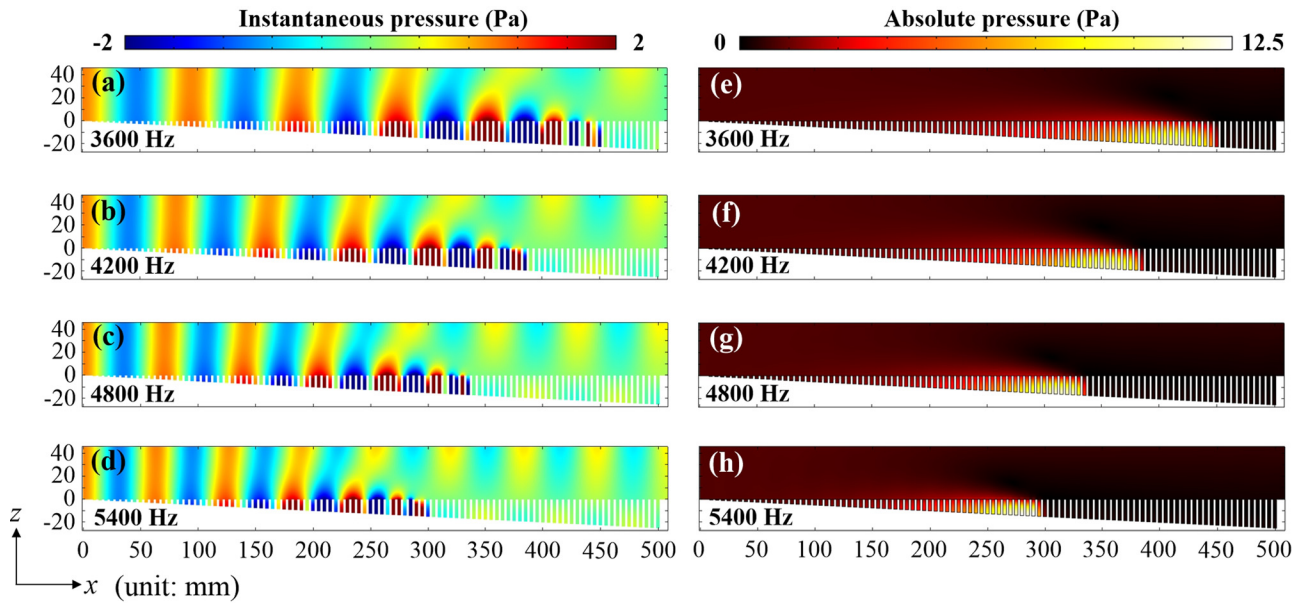 Instantaneous pressure (Pa)
-2 2
Absolute pressure (Pa)
0 12.5
40
20
0
-20
(a)
3600 Hz
(e)
3600 Hz
40
20
0
-20
(b)
4200 Hz
(f)
4200 Hz
40
20
0
-20
(c)
4800 Hz
(g)
4800 Hz
40
20
0
-20
(d)
5400 Hz
(h)
5400 Hz
0 50 100 150 200 250 300 350 400 450 500
0 50 100 150 200 250 300 350 400 450 500
z
x (unit: mm)